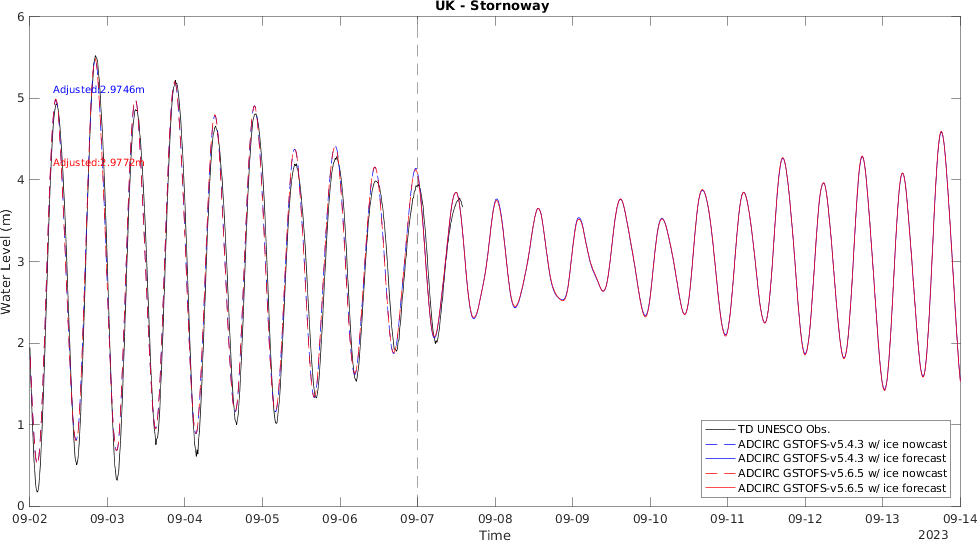 UK - Stornoway
6
5
4
3
2
1
0
Water Level (m)
Adjusted:2.9746m
Adjusted:2.9772m
TD UNESCO Obs.
ADCIRC GSTOFS-v5.4.3 w/ ice nowcast
ADCIRC GSTOFS-v5.4.3 w/ ice forecast
ADCIRC GSTOFS-v5.6.5 w/ ice nowcast
ADCIRC GSTOFS-v5.6.5 w/ ice forecast
09-02 09-03 09-04 09-05 09-06 09-07 09-08 09-09 09-10 09-11 09-12 09-13 09-14
Time
2023